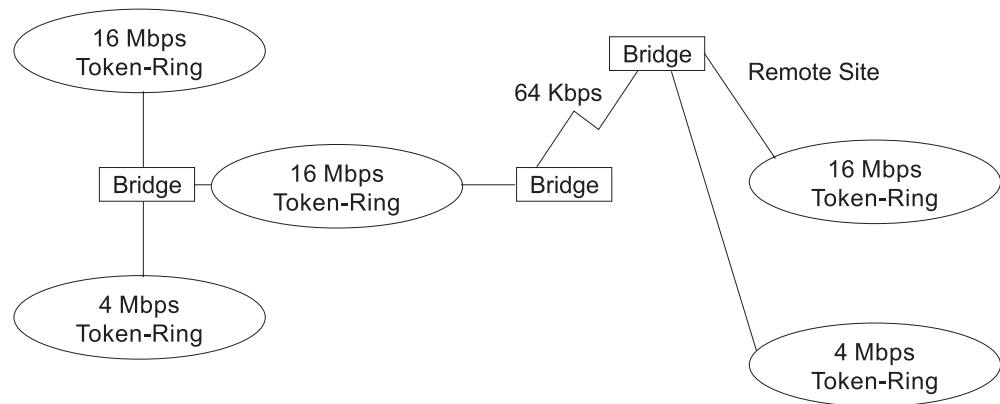 16 Mbps
Token-Ring
Bridge
16 Mbps
Token-Ring
4 Mbps
Token-Ring
64 Kbps
Bridge
Bridge
Remote Site
16 Mbps
Token-Ring
4 Mbps
Token-Ring